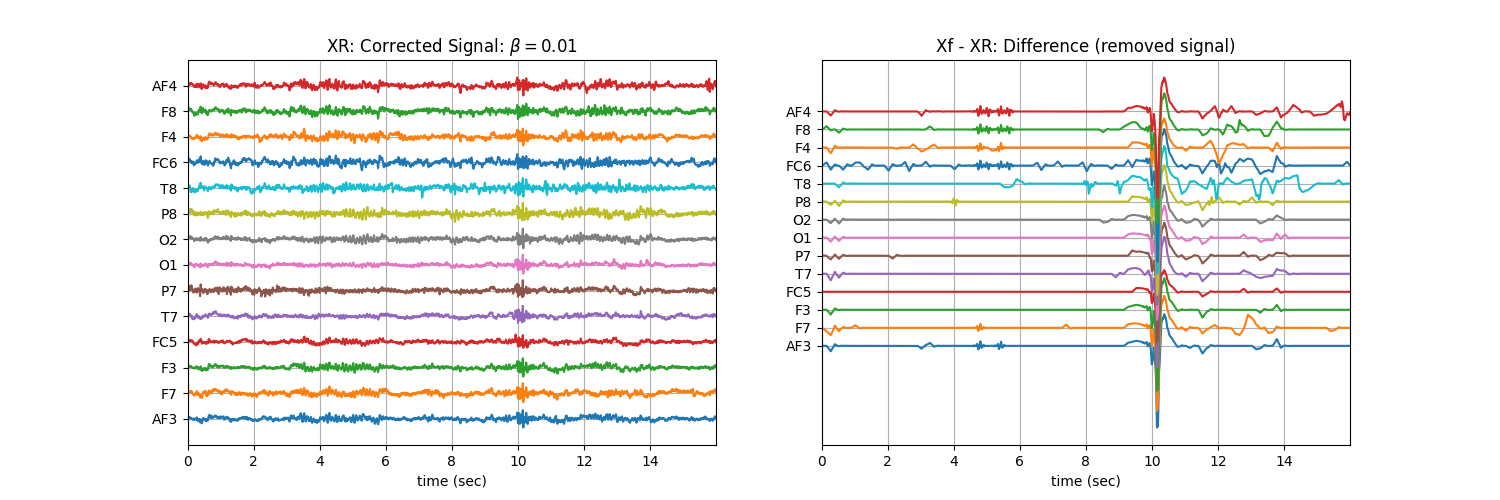 XR: Corrected Signal: β = 0.01
AF4
F8
F4
FC6
T8
P8
O2
O1
P7
T7
FC5
F3
F7
AF3
0 2 4 6 8 10 12 14
time (sec)
Xf - XR: Difference (removed signal)
AF4
F8
F4
FC6
T8
P8
O2
O1
P7
T7
FC5
F3
F7
AF3
0 2 4 6 8 10 12 14
time (sec)